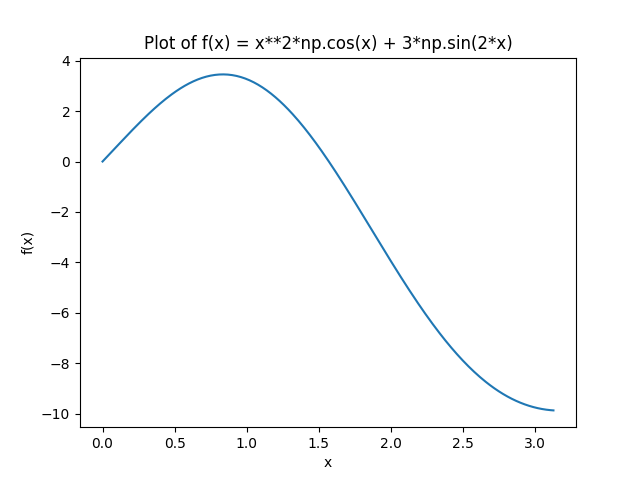 Plot of f(x) = x**2*np.cos(x) + 3*np.sin(2*x)
4
2
0
−2
−4
−6
−8
−10
f(x)
0.0 0.5 1.0 1.5 2.0 2.5 3.0
x